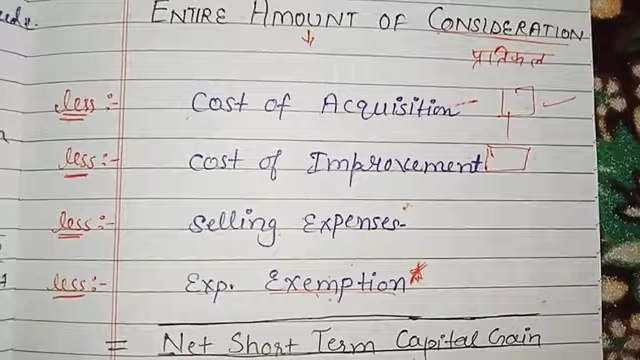 ENTIRE AMOUNT OF CONSIDERATION
प्रतिफल
less:- Cost of Acquisition
less:- Cost of Improvement
less:- Selling Expenses
less:- Exp. Exemption*
= Net Short Term Capital Gain